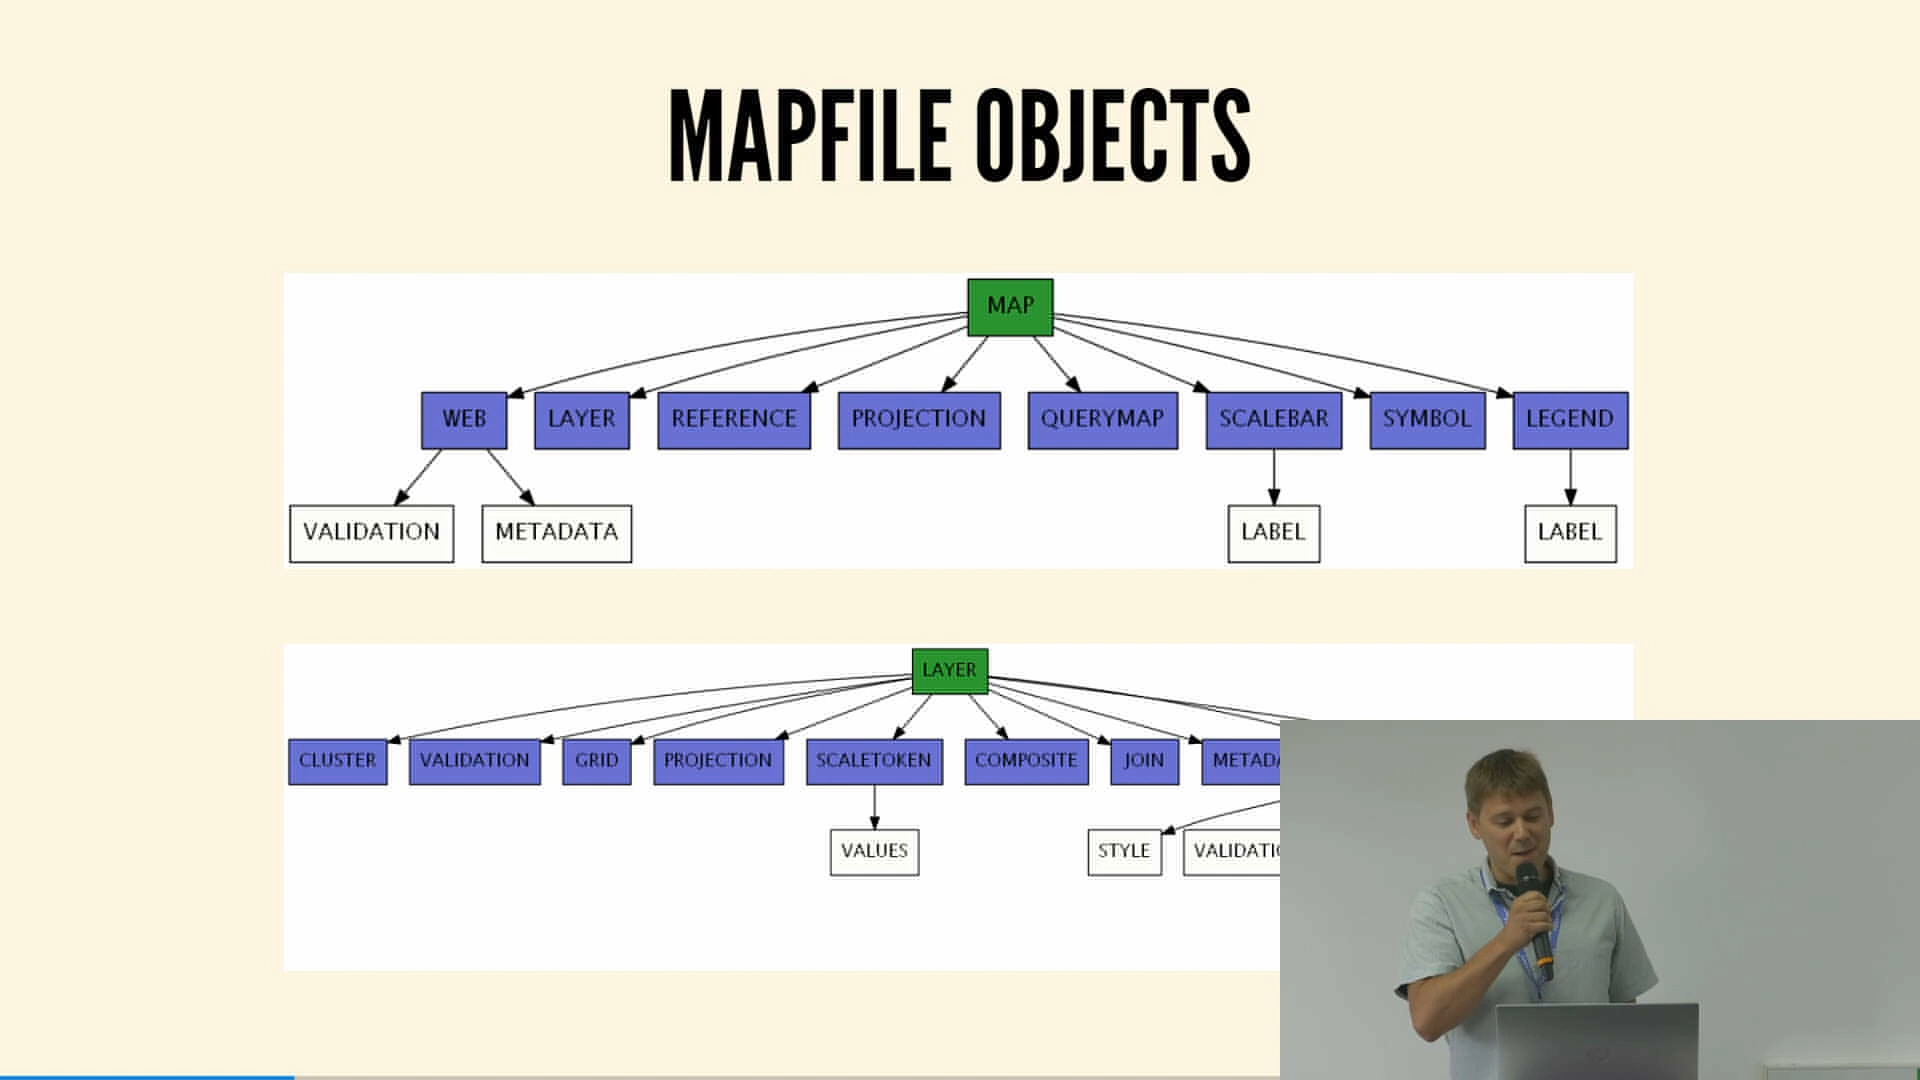 MAPFILE OBJECTS
MAP
WEB LAYER REFERENCE PROJECTION QUERYMAP SCALEBAR SYMBOL LEGEND
VALIDATION METADATA LABEL LABEL
LAYER
CLUSTER VALIDATION GRID PROJECTION SCALETOKEN COMPOSITE JOIN METADA
VALUES STYLE VALIDATI